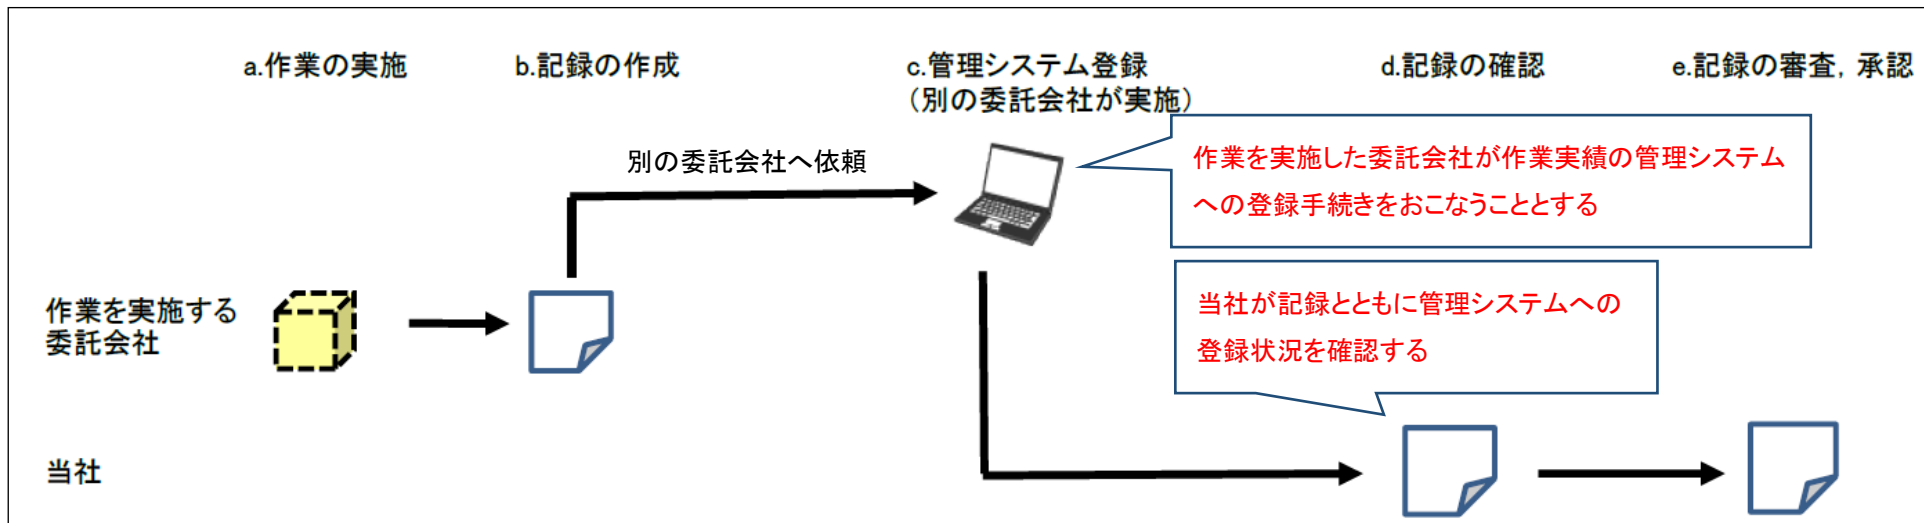 a.作業の実施
b.記録の作成
c.管理システム登録
（別の委託会社が実施）
d.記録の確認
e.記録の審査，承認
別の委託会社へ依頼
作業を実施した委託会社が作業実績の管理システム
への登録手続きをおこなうこととする
作業を実施する
委託会社
当社が記録とともに管理システムへの
登録状況を確認する
当社